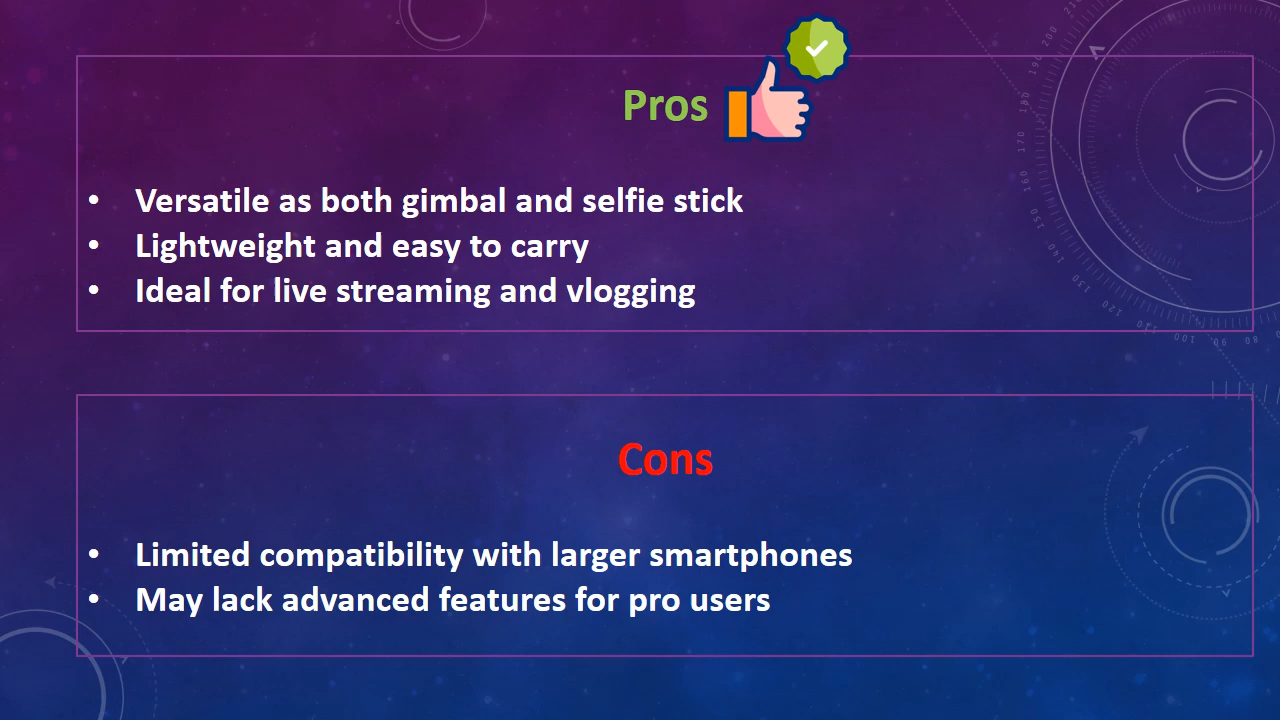 Pros
• Versatile as both gimbal and selfie stick
• Lightweight and easy to carry
• Ideal for live streaming and vlogging
Cons
• Limited compatibility with larger smartphones
• May lack advanced features for pro users